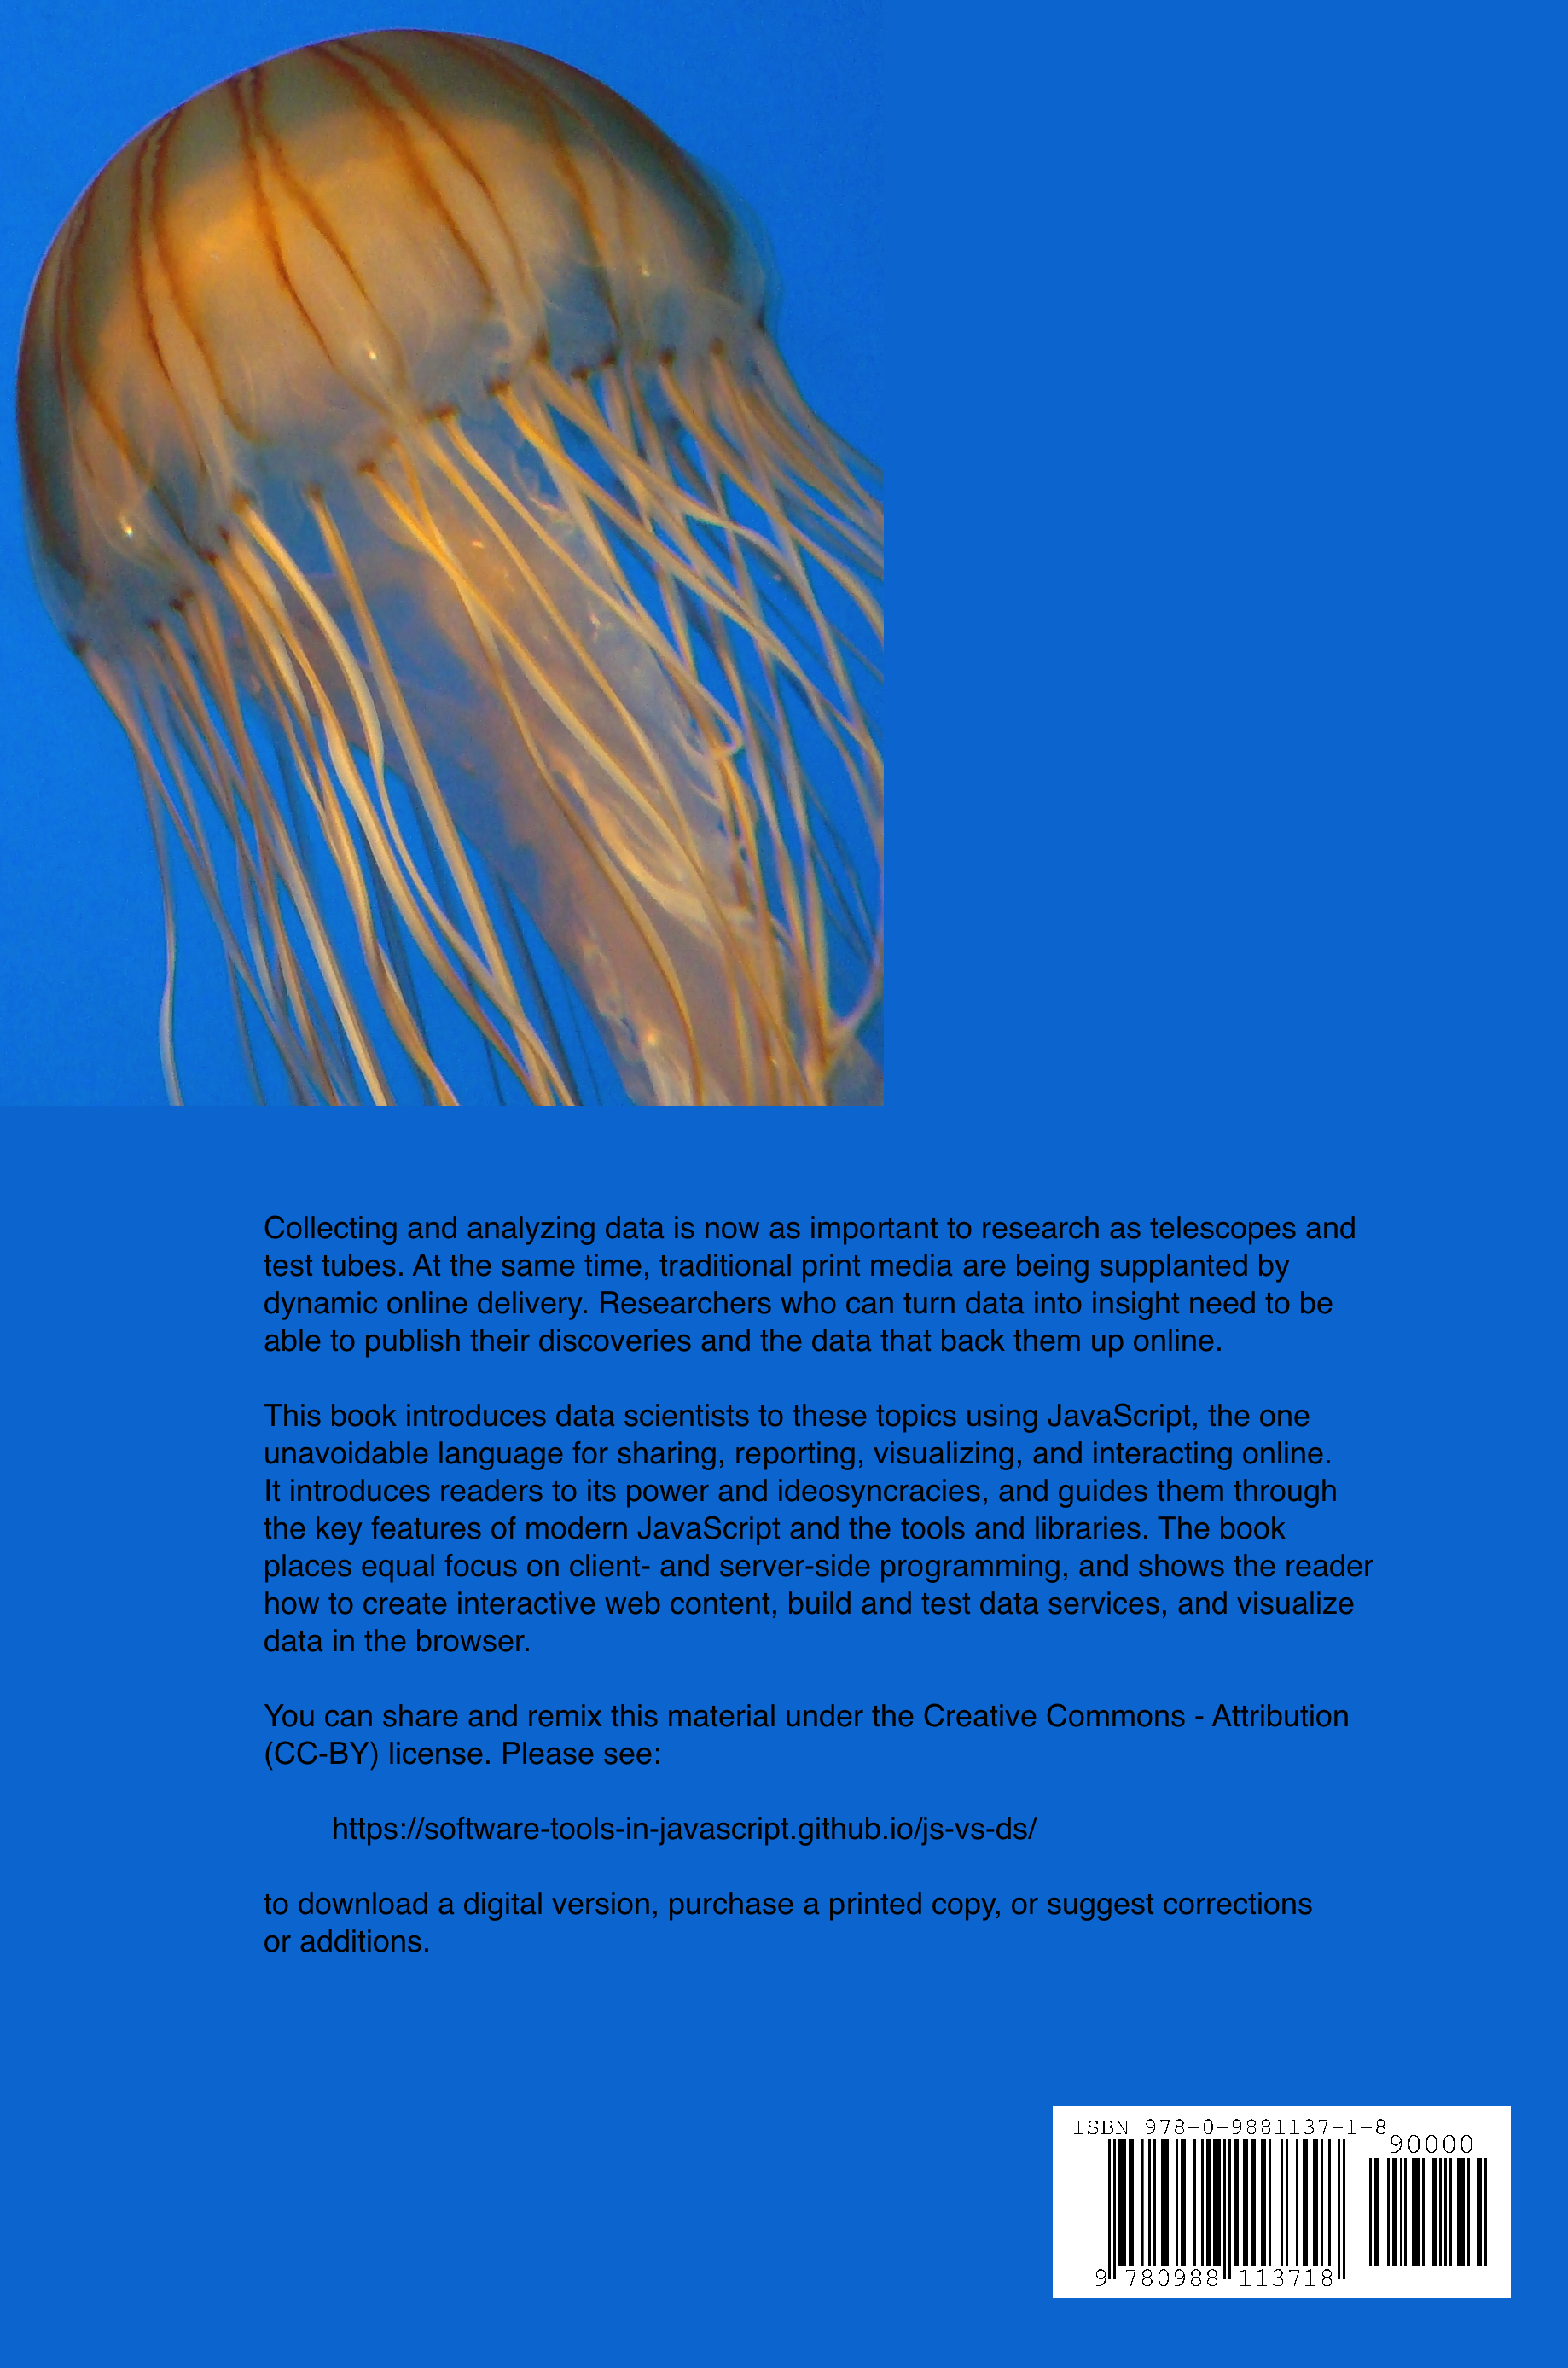 Collecting and analyzing data is now as important to research as telescopes and
test tubes. At the same time, traditional print media are being supplanted by
dynamic online delivery. Researchers who can turn data into insight need to be
able to publish their discoveries and the data that back them up online.
This book introduces data scientists to these topics using JavaScript, the one
unavoidable language for sharing, reporting, visualizing, and interacting online.
It introduces readers to its power and ideosyncracies, and guides them through
the key features of modern JavaScript and the tools and libraries. The book
places equal focus on client- and server-side programming, and shows the reader
how to create interactive web content, build and test data services, and visualize
data in the browser.
You can share and remix this material under the Creative Commons - Attribution
(CC-BY) license. Please see:
https://software-tools-in-javascript.github.io/js-vs-ds/
to download a digital version, purchase a printed copy, or suggest corrections
or additions.
ISBN 978-0-9881137-1-8
90000
9 780988 113718